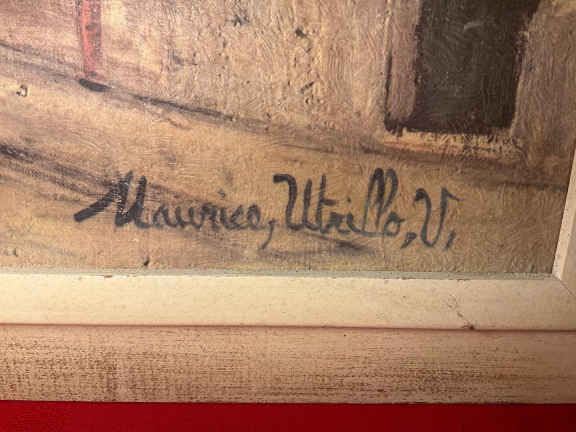 Maurice, Utrillo, V,